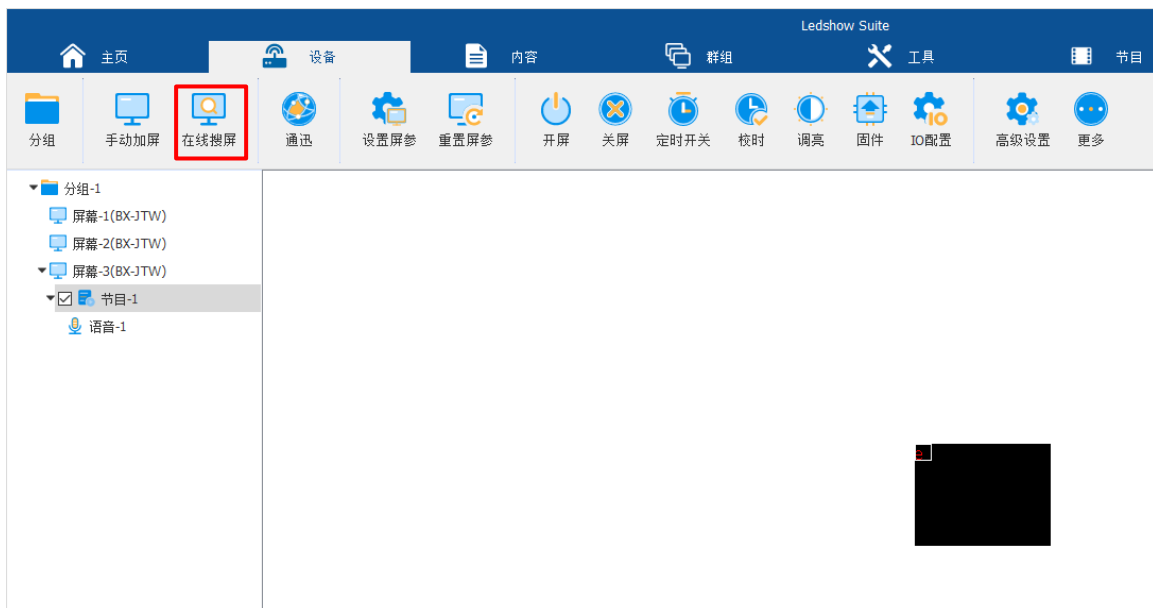 Ledshow Suite
主页 设备 内容 群组 工具 节目
分组 手动加屏 在线搜屏 通迅 设置屏参 重置屏参 开屏 关屏 定时开关 校时 调亮 固件 IO配置 高级设置 更多
分组-1
屏幕-1(BX-JTW)
屏幕-2(BX-JTW)
屏幕-3(BX-JTW)
节目-1
语音-1
e